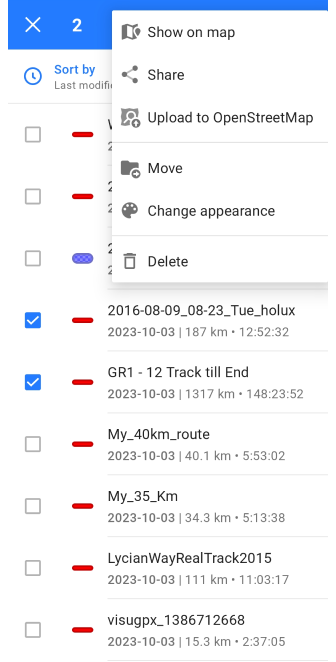 2
Show on map
Share
Upload to OpenStreetMap
Move
Change appearance
Delete
Sort by
Last modifie
2016-08-09_08-23_Tue_holux
2023-10-03 | 187 km • 12:52:32
GR1 - 12 Track till End
2023-10-03 | 1317 km • 148:23:52
My_40km_route
2023-10-03 | 40.1 km • 5:53:02
My_35_Km
2023-10-03 | 34.3 km • 5:13:38
LycianWayRealTrack2015
2023-10-03 | 111 km • 11:03:17
visugpx_1386712668
2023-10-03 | 15.3 km • 2:37:05